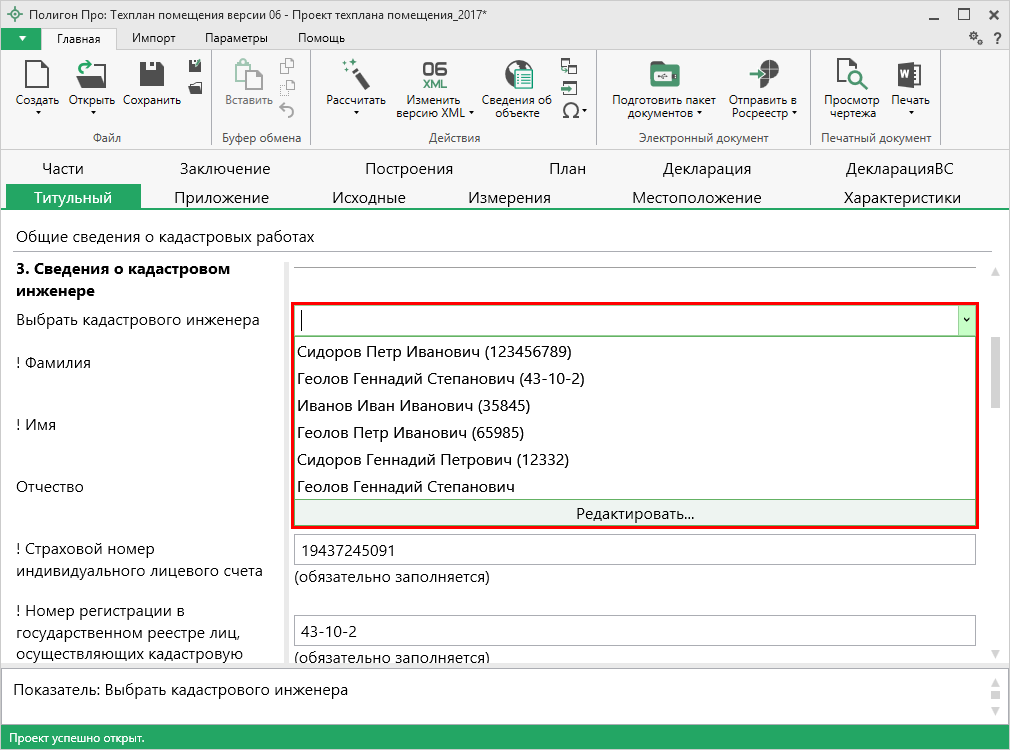 Полигон Про: Техплан помещения версии 06 - Проект техплана помещения_2017*
Главная Импорт Параметры Помощь ?
Создать Открыть Сохранить Вставить Рассчитать 06 XML Изменить версию XML Сведения об объекте Ω Подготовить пакет документов Отправить в Росреестр Просмотр чертежа W Печать
Файл Буфер обмена Действия Электронный документ Печатный документ
Части Заключение Построения План Декларация ДекларацияВС
Титульный Приложение Исходные Измерения Местоположение Характеристики
Общие сведения о кадастровых работах
3. Сведения о кадастровом
инженере
Выбрать кадастрового инженера
Сидоров Петр Иванович (123456789)
! Фамилия
Геолов Геннадий Степанович (43-10-2)
Иванов Иван Иванович (35845)
! Имя
Геолов Петр Иванович (65985)
Сидоров Геннадий Петрович (12332)
Отчество
Геолов Геннадий Степанович
Редактировать...
! Страховой номер
индивидуального лицевого счета
19437245091
(обязательно заполняется)
! Номер регистрации в
государственном реестре лиц,
осуществляющих кадастровую
43-10-2
(обязательно заполняется)
Показатель: Выбрать кадастрового инженера
Проект успешно открыт.